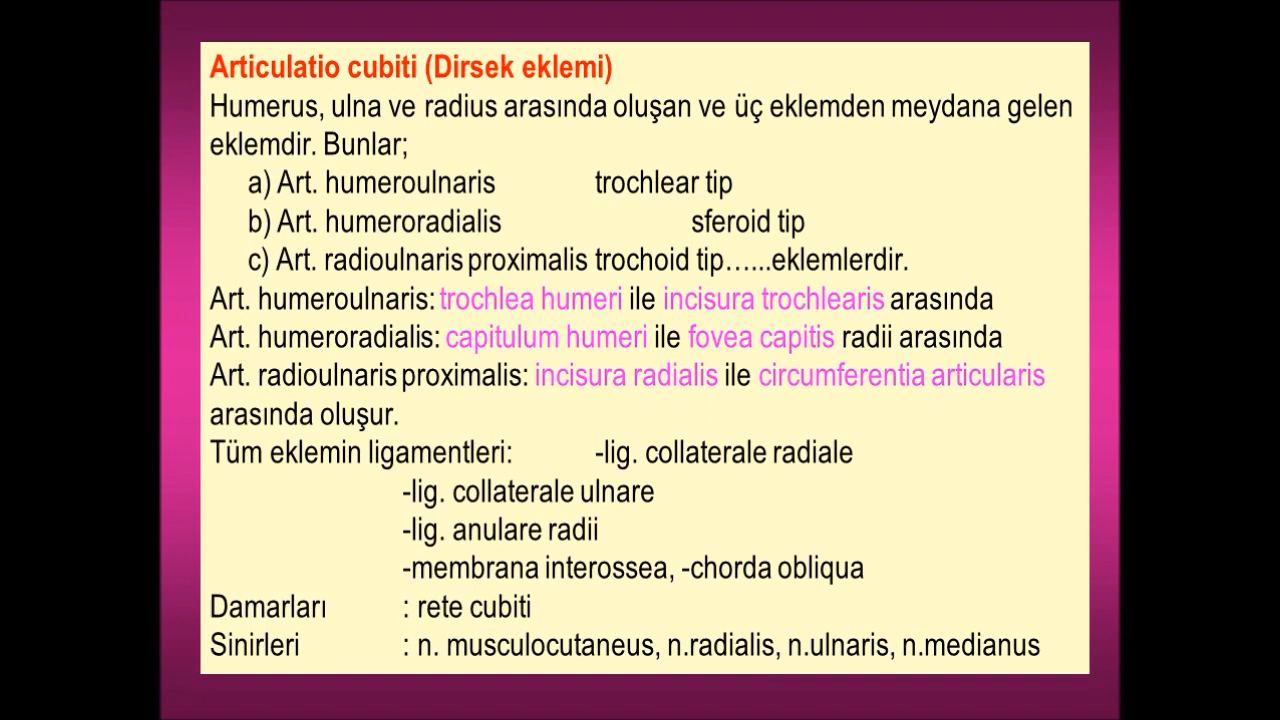 Articulatio cubiti (Dirsek eklemi)
Humerus, ulna ve radius arasında oluşan ve üç eklemden meydana gelen
eklemdir. Bunlar;
a) Art. humeroulnaris trochlear tip
b) Art. humeroradialis sferoid tip
c) Art. radioulnaris proximalis trochoid tip…...eklemlerdir.
Art. humeroulnaris: trochlea humeri ile incisura trochlearis arasında
Art. humeroradialis: capitulum humeri ile fovea capitis radii arasında
Art. radioulnaris proximalis: incisura radialis ile circumferentia articularis
arasında oluşur.
Tüm eklemin ligamentleri: -lig. collaterale radiale
-lig. collaterale ulnare
-lig. anulare radii
-membrana interossea, -chorda obliqua
Damarları : rete cubiti
Sinirleri : n. musculocutaneus, n.radialis, n.ulnaris, n.medianus